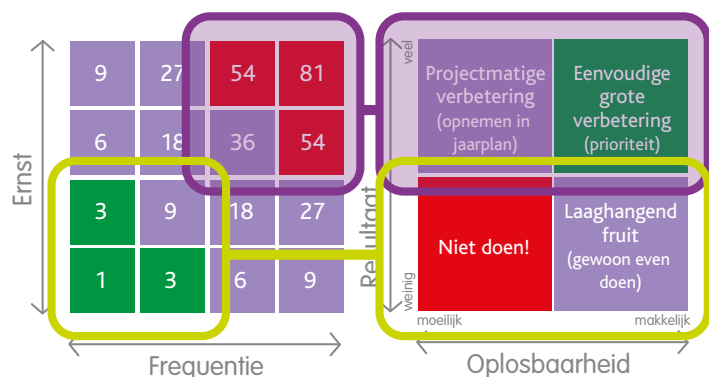 9 27 54 81
6 18 36 54
3 9 18 27
1 3 6 9
Ernst
Frequentie
veel
Resultaat
weinig
Projectmatige
verbetering
(opnemen in
jaarplan)
Eenvoudige
grote
verbetering
(prioriteit)
Niet doen!
Laaghangend
fruit
(gewoon even
doen)
moeilijk
makkelijk
Oplosbaarheid